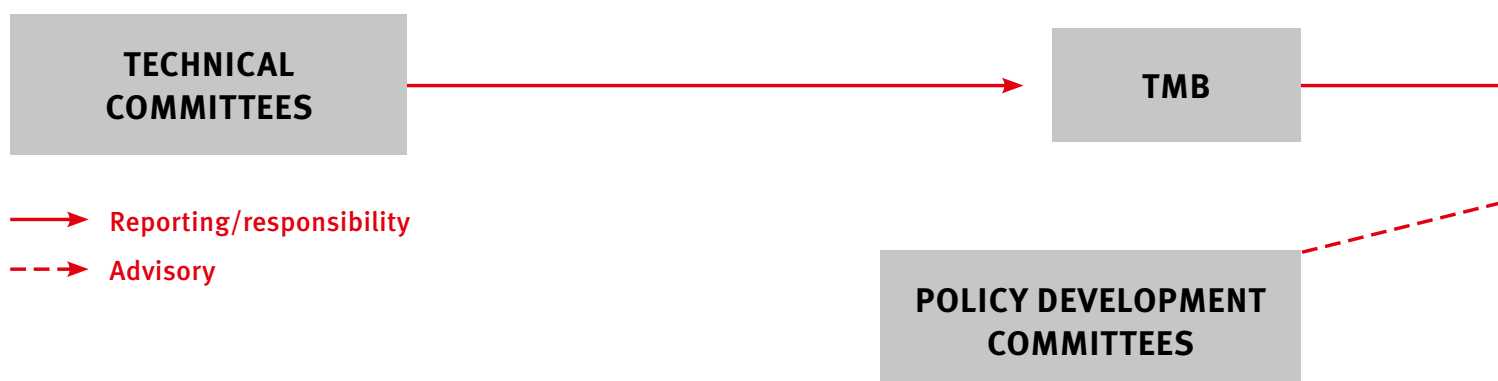 TECHNICAL
COMMITTEES
TMB
Reporting/responsibility
Advisory
POLICY DEVELOPMENT
COMMITTEES